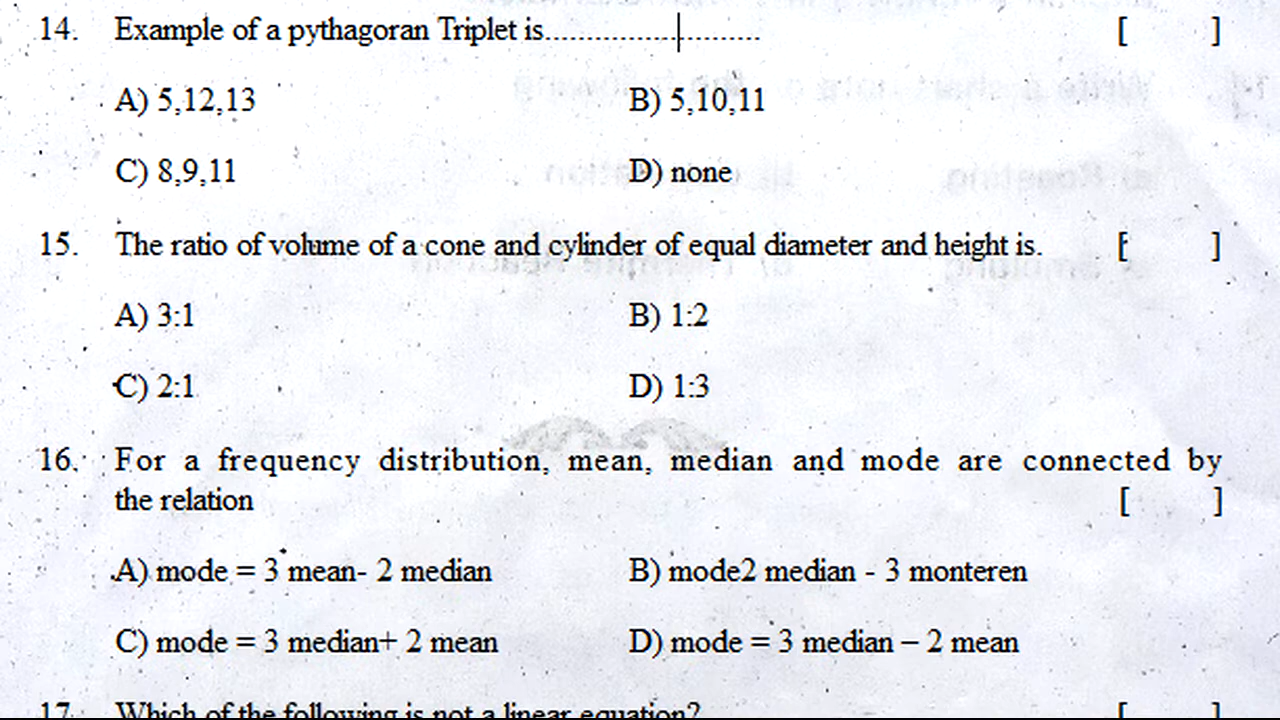 14. Example of a pythagoran Triplet is.......................... [ ]
A) 5,12,13 B) 5,10,11
C) 8,9,11 D) none
15. The ratio of volume of a cone and cylinder of equal diameter and height is. [ ]
A) 3:1 B) 1:2
C) 2:1 D) 1:3
16. For a frequency distribution, mean, median and mode are connected by
the relation [ ]
A) mode = 3 mean- 2 median B) mode2 median - 3 monteren
C) mode = 3 median+ 2 mean D) mode = 3 median – 2 mean
17. Which of the following is not a linear equation? [ ]